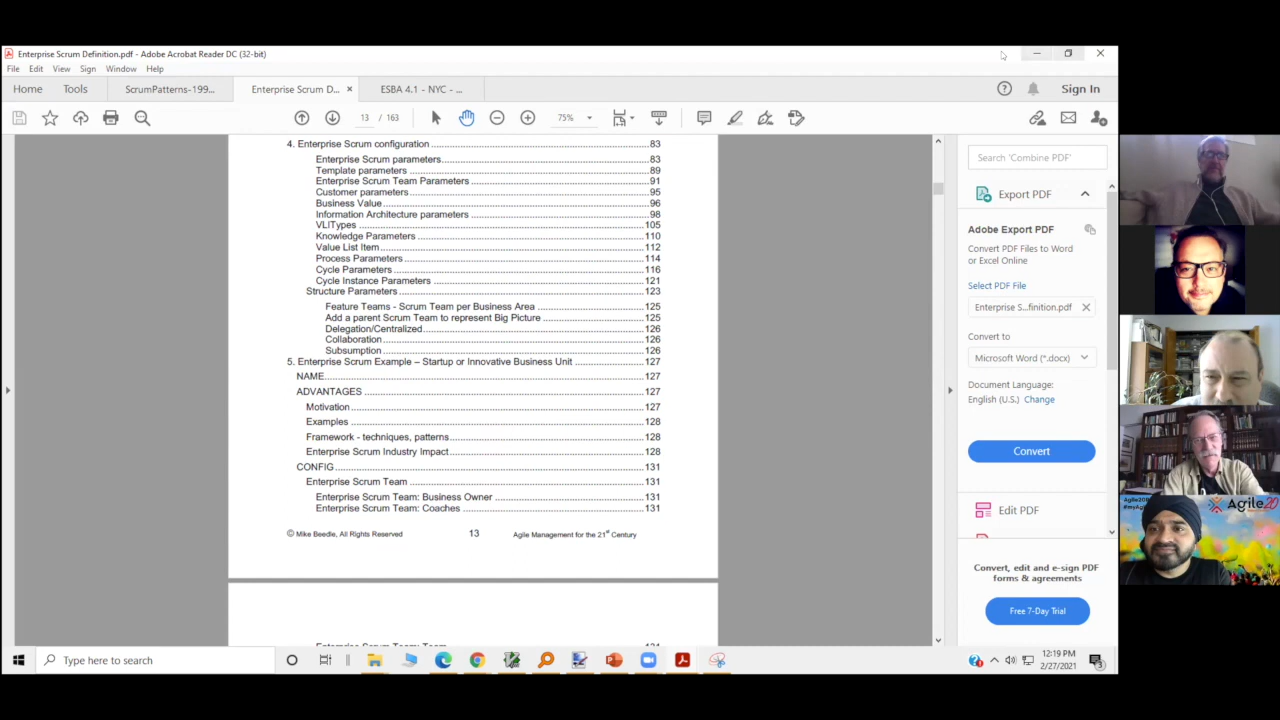 Enterprise Scrum Definition.pdf - Adobe Acrobat Reader DC (32-bit)
File Edit View Sign Window Help
Home Tools ScrumPatterns-199... Enterprise Scrum D... × ESBA 4.1 - NYC - ... Sign In
13 / 163 75%
4. Enterprise Scrum configuration 83
Enterprise Scrum parameters 83
Template parameters 89
Enterprise Scrum Team Parameters 91
Customer parameters 95
Business Value 96
Information Architecture parameters 98
VLITypes 105
Knowledge Parameters 110
Value List Item 112
Process Parameters 114
Cycle Parameters 116
Cycle Instance Parameters 121
Structure Parameters 123
Feature Teams - Scrum Team per Business Area 125
Add a parent Scrum Team to represent Big Picture 125
Delegation/Centralized 126
Collaboration 126
Subsumption 126
5. Enterprise Scrum Example – Startup or Innovative Business Unit 127
NAME 127
ADVANTAGES 127
Motivation 127
Examples 128
Framework - techniques, patterns 128
Enterprise Scrum Industry Impact 128
CONFIG 131
Enterprise Scrum Team 131
Enterprise Scrum Team: Business Owner 131
Enterprise Scrum Team: Coaches 131
© Mike Beedle, All Rights Reserved 13 Agile Management for the 21st Century
Search 'Combine PDF'
Export PDF
Adobe Export PDF
Convert PDF Files to Word
or Excel Online
Select PDF File
Enterprise S...finition.pdf
Convert to
Microsoft Word (*.docx)
Document Language:
English (U.S.) Change
Convert
Edit PDF
Convert, edit and e-sign PDF
forms & agreements
Free 7-Day Trial
Agile20
Type here to search
12:19 PM
2/27/2021